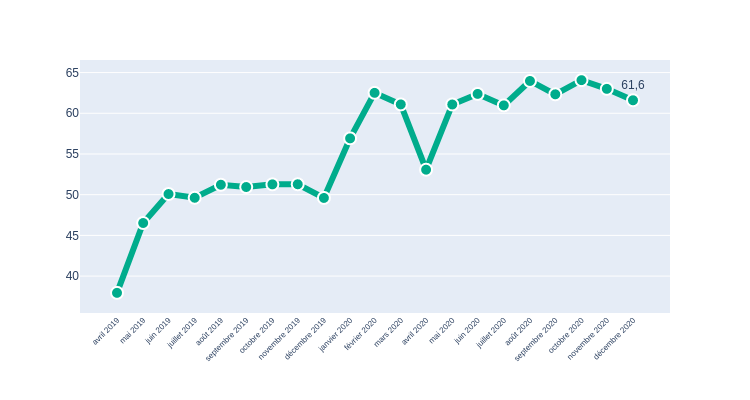 65
60
55
50
45
40
61,6
avril 2019
mai 2019
juin 2019
juillet 2019
août 2019
septembre 2019
octobre 2019
novembre 2019
décembre 2019
janvier 2020
février 2020
mars 2020
avril 2020
mai 2020
juin 2020
juillet 2020
août 2020
septembre 2020
octobre 2020
novembre 2020
décembre 2020